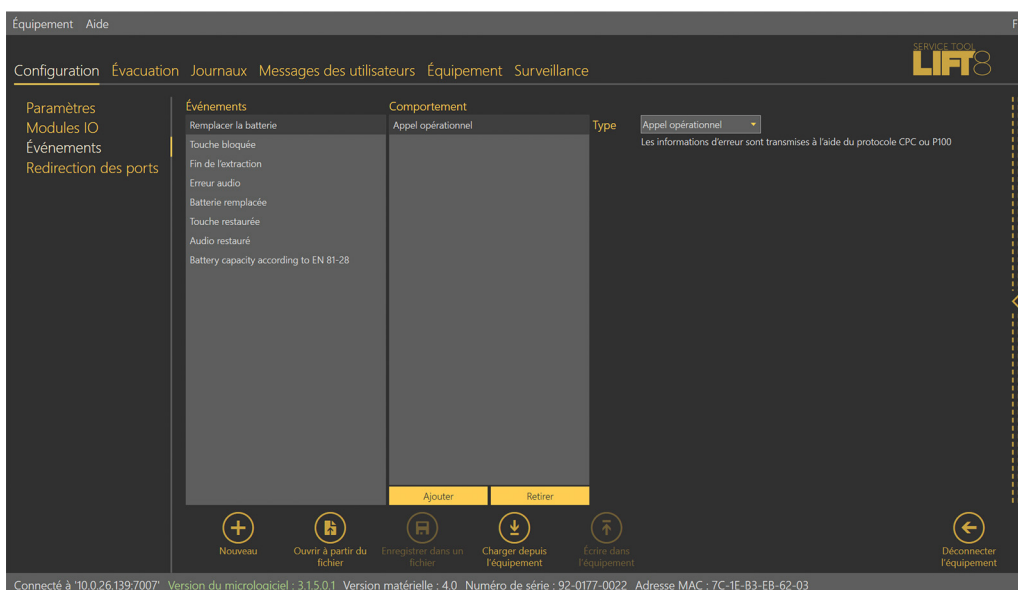 Équipement Aide F
SERVICE TOOL
LIFT8
Configuration Évacuation Journaux Messages des utilisateurs Équipement Surveillance
Paramètres
Modules IO
Événements
Redirection des ports
Événements
Remplacer la batterie
Touche bloquée
Fin de l'extraction
Erreur audio
Batterie remplacée
Touche restaurée
Audio restauré
Battery capacity according to EN 81-28
Comportement
Appel opérationnel
Ajouter Retirer
Type Appel opérationnel
Les informations d'erreur sont transmises à l'aide du protocole CPC ou P100
Nouveau
Ouvrir à partir du
fichier
Enregistrer dans un
fichier
Charger depuis
l'équipement
Écrire dans
l'équipement
Déconnecter
l'équipement
Connecté à '10.0.26.139:7007' Version du micrologiciel : 3.1.5.0.1 Version matérielle : 4.0 Numéro de série : 92-0177-0022 Adresse MAC : 7C-1E-B3-EB-62-03